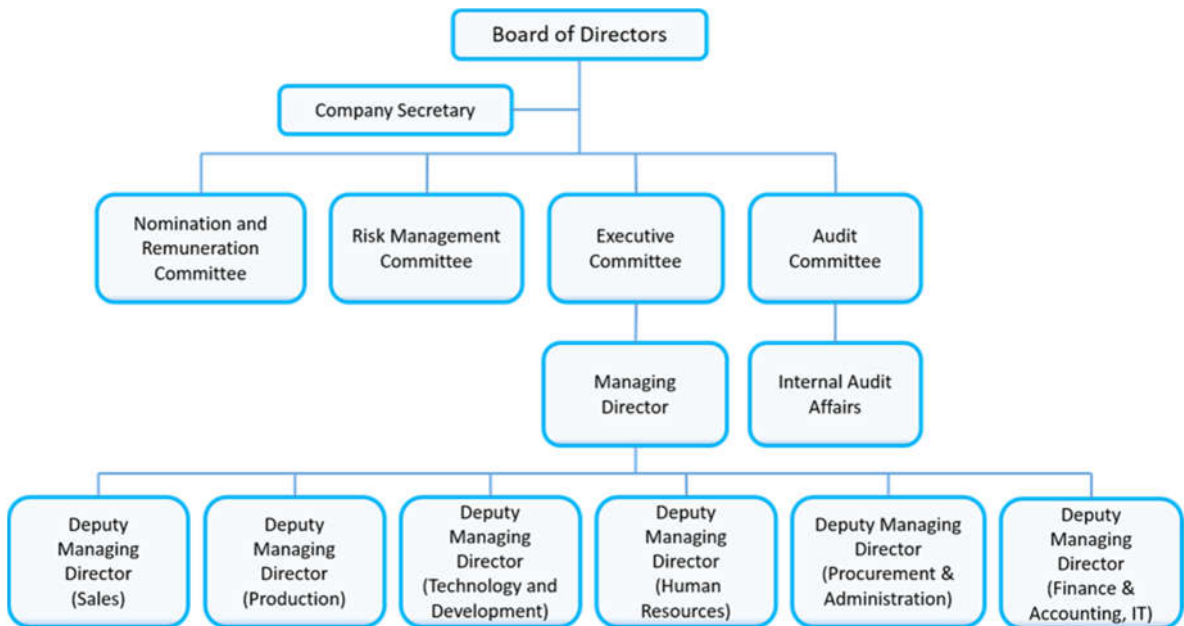 Board of Directors
Company Secretary
Nomination and
Remuneration
Committee
Risk Management
Committee
Executive
Committee
Audit
Committee
Managing
Director
Internal Audit
Affairs
Deputy
Managing
Director
(Sales)
Deputy
Managing
Director
(Production)
Deputy
Managing
Director
(Technology and
Development)
Deputy
Managing
Director
(Human
Resources)
Deputy Managing
Director
(Procurement &
Administration)
Deputy
Managing
Director
(Finance &
Accounting, IT)